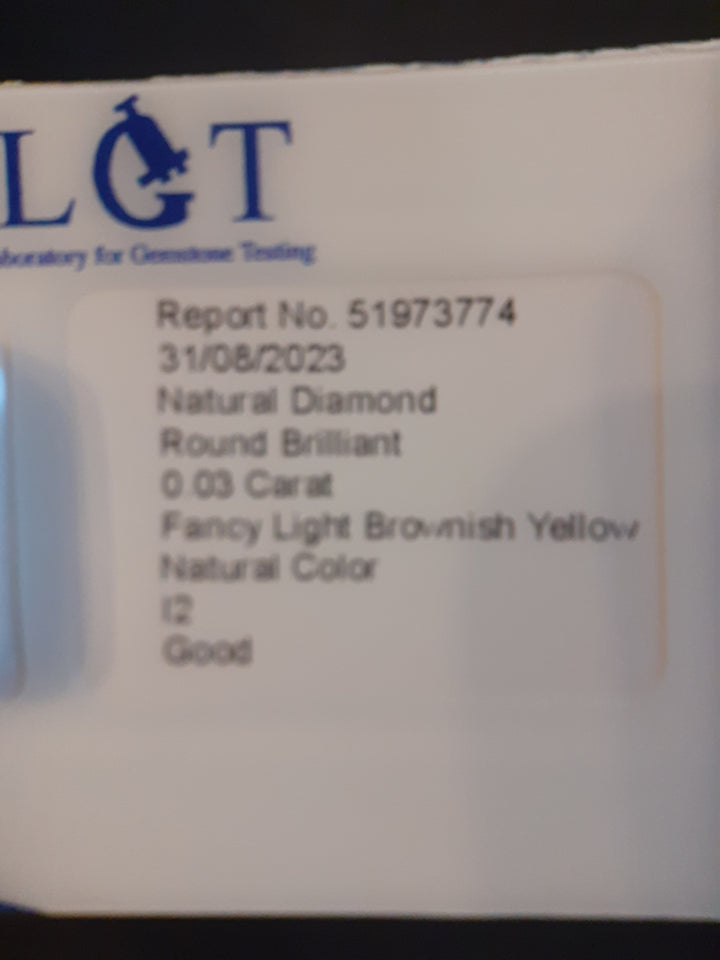 LGT
aboratory for Gemstone Testing
Report No. 51973774
31/08/2023
Natural Diamond
Round Brilliant
0.03 Carat
Fancy Light Brownish Yellow
Natural Color
I2
Good